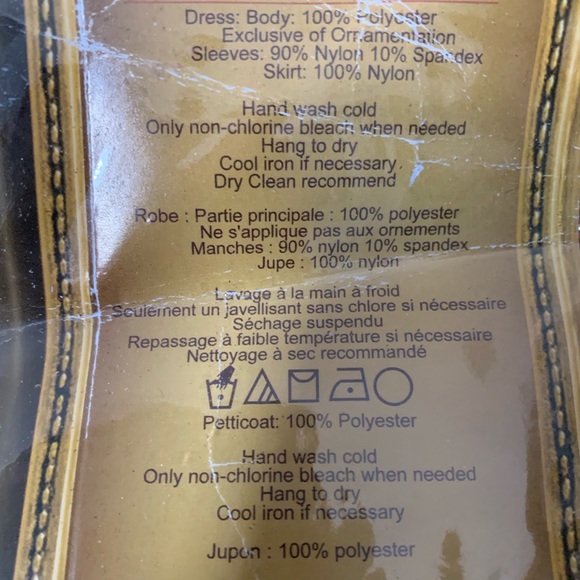 Dress: Body: 100% Polyester
Exclusive of Ornamentation
Sleeves: 90% Nylon 10% Spandex
Skirt: 100% Nylon
Hand wash cold
Only non-chlorine bleach when needed
Hang to dry
Cool iron if necessary.
Dry Clean recommend
Robe : Partie principale : 100% polyester
Ne s'applique pas aux ornements
Manches : 90% nylon 10% spandex
Jupe : 100% nylon
Lavage à la main à froid
Seulement un javellisant sans chlore si nécessaire
Séchage suspendu
Repassage à faible température si nécessaire
Nettoyage à sec recommandé
Petticoat: 100% Polyester
Hand wash cold
Only non-chlorine bleach when needed
Hang to dry
Cool iron if necessary
Jupon : 100% polyester